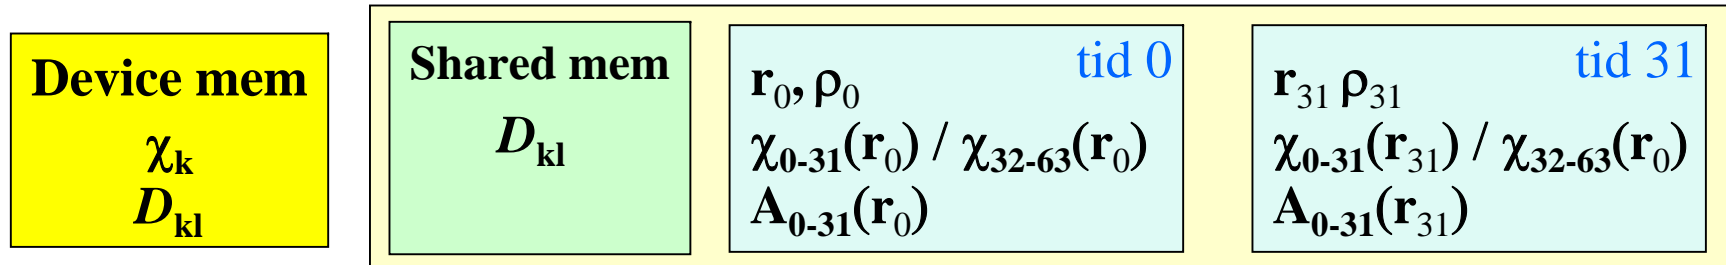 Device mem
χk
Dkl
Shared mem
Dkl
tid 0
r0, ρ0
χ0-31(r0) / χ32-63(r0)
A0-31(r0)
tid 31
r31 ρ31
χ0-31(r31) / χ32-63(r0)
A0-31(r31)